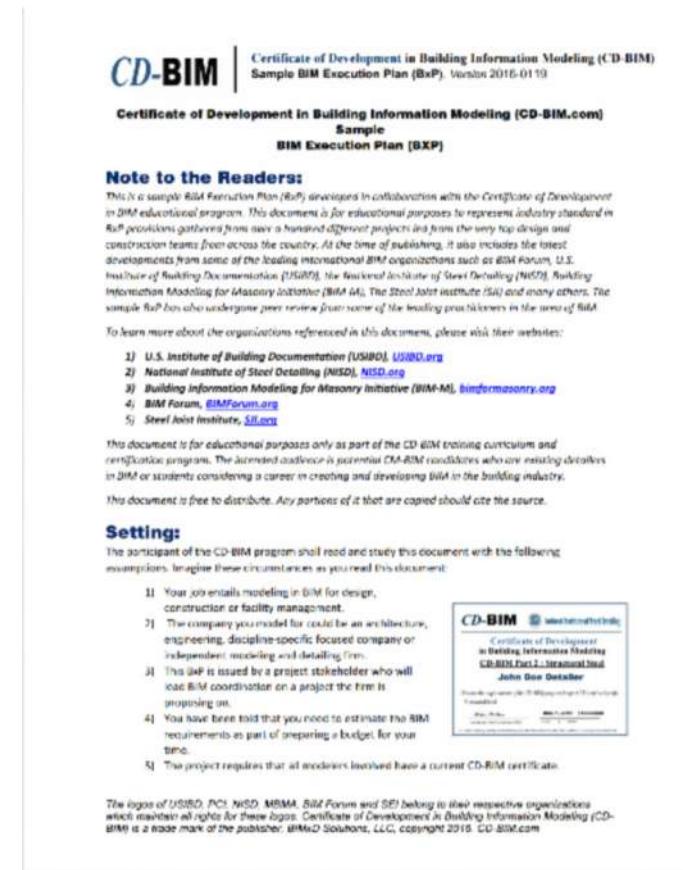 CD-BIM
Certificate of Development in Building Information Modeling (CD-BIM)
Sample BIM Execution Plan (BxP). Version 2016-0119
Certificate of Development in Building Information Modeling (CD-BIM.com)
Sample
BIM Execution Plan (BXP)
Note to the Readers:
This is a sample BIM Execution Plan (BxP) developed in collaboration with the Certificate of Development
in BIM educational program. This document is for educational purposes to represent industry standard in
BxP provisions gathered from over a hundred different projects led from the very top design and
construction teams from across the country. At the time of publishing, it also includes the latest
developments from some of the leading international BIM organizations such as BIM Forum, U.S.
Institute of Building Documentation (USIBD), the National Institute of Steel Detailing (NISD), Building
Information Modeling for Masonry Initiative (BIM-M), The Steel Joist Institute (SJI) and many others. The
sample BxP has also undergone peer review from some of the leading practitioners in the area of BIM.
To learn more about the organizations referenced in this document, please visit their websites:
1) U.S. Institute of Building Documentation (USIBD), USIBD.org
2) National Institute of Steel Detailing (NISD), NISD.org
3) Building Information Modeling for Masonry Initiative (BIM-M), bimformasonry.org
4) BIM Forum, BIMForum.org
5) Steel Joist Institute, SJI.org
This document is for educational purposes only as part of the CD-BIM training curriculum and
certification program. The intended audience is potential CM-BIM candidates who are existing detailers
in BIM or students considering a career in creating and developing BIM in the building industry.
This document is free to distribute. Any portions of it that are copied should cite the source.
Setting:
The participant of the CD-BIM program shall read and study this document with the following
assumptions. Imagine these circumstances as you read this document:
1) Your job entails modeling in BIM for design,
construction or facility management.
2) The company you model for could be an architecture,
engineering, discipline-specific focused company or
independent modeling and detailing firm.
3) This BxP is issued by a project stakeholder who will
lead BIM coordination on a project the firm is
proposing on.
4) You have been told that you need to estimate the BIM
requirements as part of preparing a budget for your
time.
5) The project requires that all modelers involved have a current CD-BIM certificate.
CD-BIM
Certificate of Development
in Building Information Modeling
CD-BIM Part 2 : Structural Steel
John Doe Detailer
The logos of USIBD, PCI, NISD, MBMA, BIM Forum and SEI belong to their respective organizations
which maintain all rights for these logos. Certificate of Development in Building Information Modeling (CD-
BIM) is a trade mark of the publisher, BIMxD Solutions, LLC, copyright 2016. CD-BIM.com